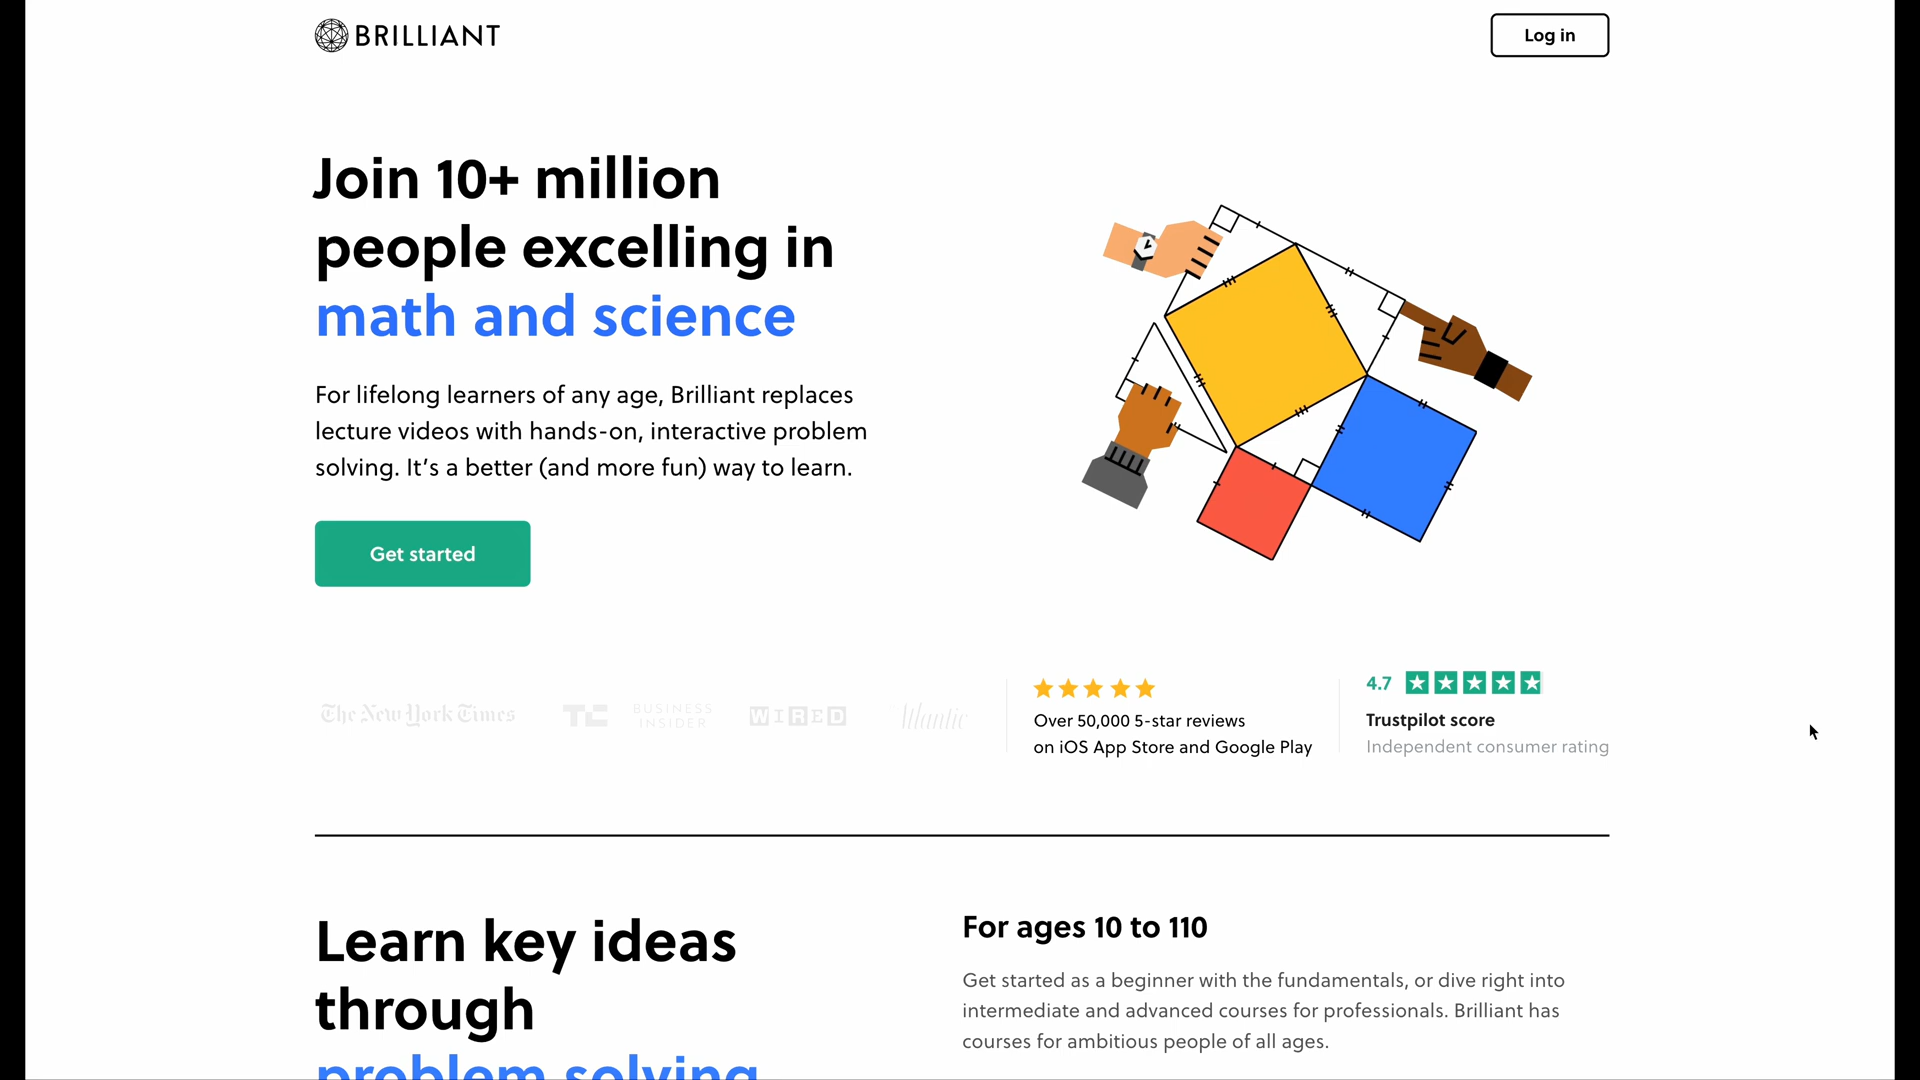 BRILLIANT
Log in
Join 10+ million
people excelling in
math and science
For lifelong learners of any age, Brilliant replaces
lecture videos with hands-on, interactive problem
solving. It’s a better (and more fun) way to learn.
Get started
The New York Times
TC
BUSINESS
INSIDER
WIRED
Atlantic
Over 50,000 5-star reviews
on iOS App Store and Google Play
4.7
Trustpilot score
Independent consumer rating
Learn key ideas
through
problem solving
For ages 10 to 110
Get started as a beginner with the fundamentals, or dive right into
intermediate and advanced courses for professionals. Brilliant has
courses for ambitious people of all ages.